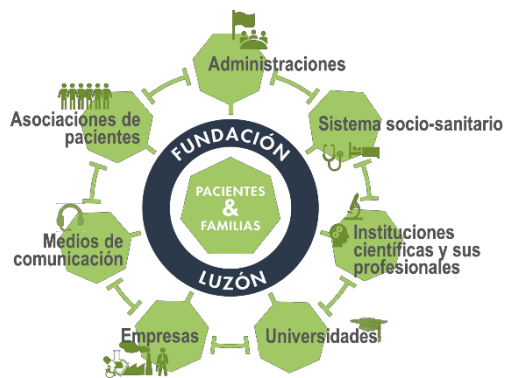 Administraciones
Asociaciones de
pacientes
Sistema socio-sanitario
FUNDACIÓN
PACIENTES
&
FAMILIAS
LUZÓN
Medios de
comunicación
Instituciones
científicas y sus
profesionales
Empresas
Universidades